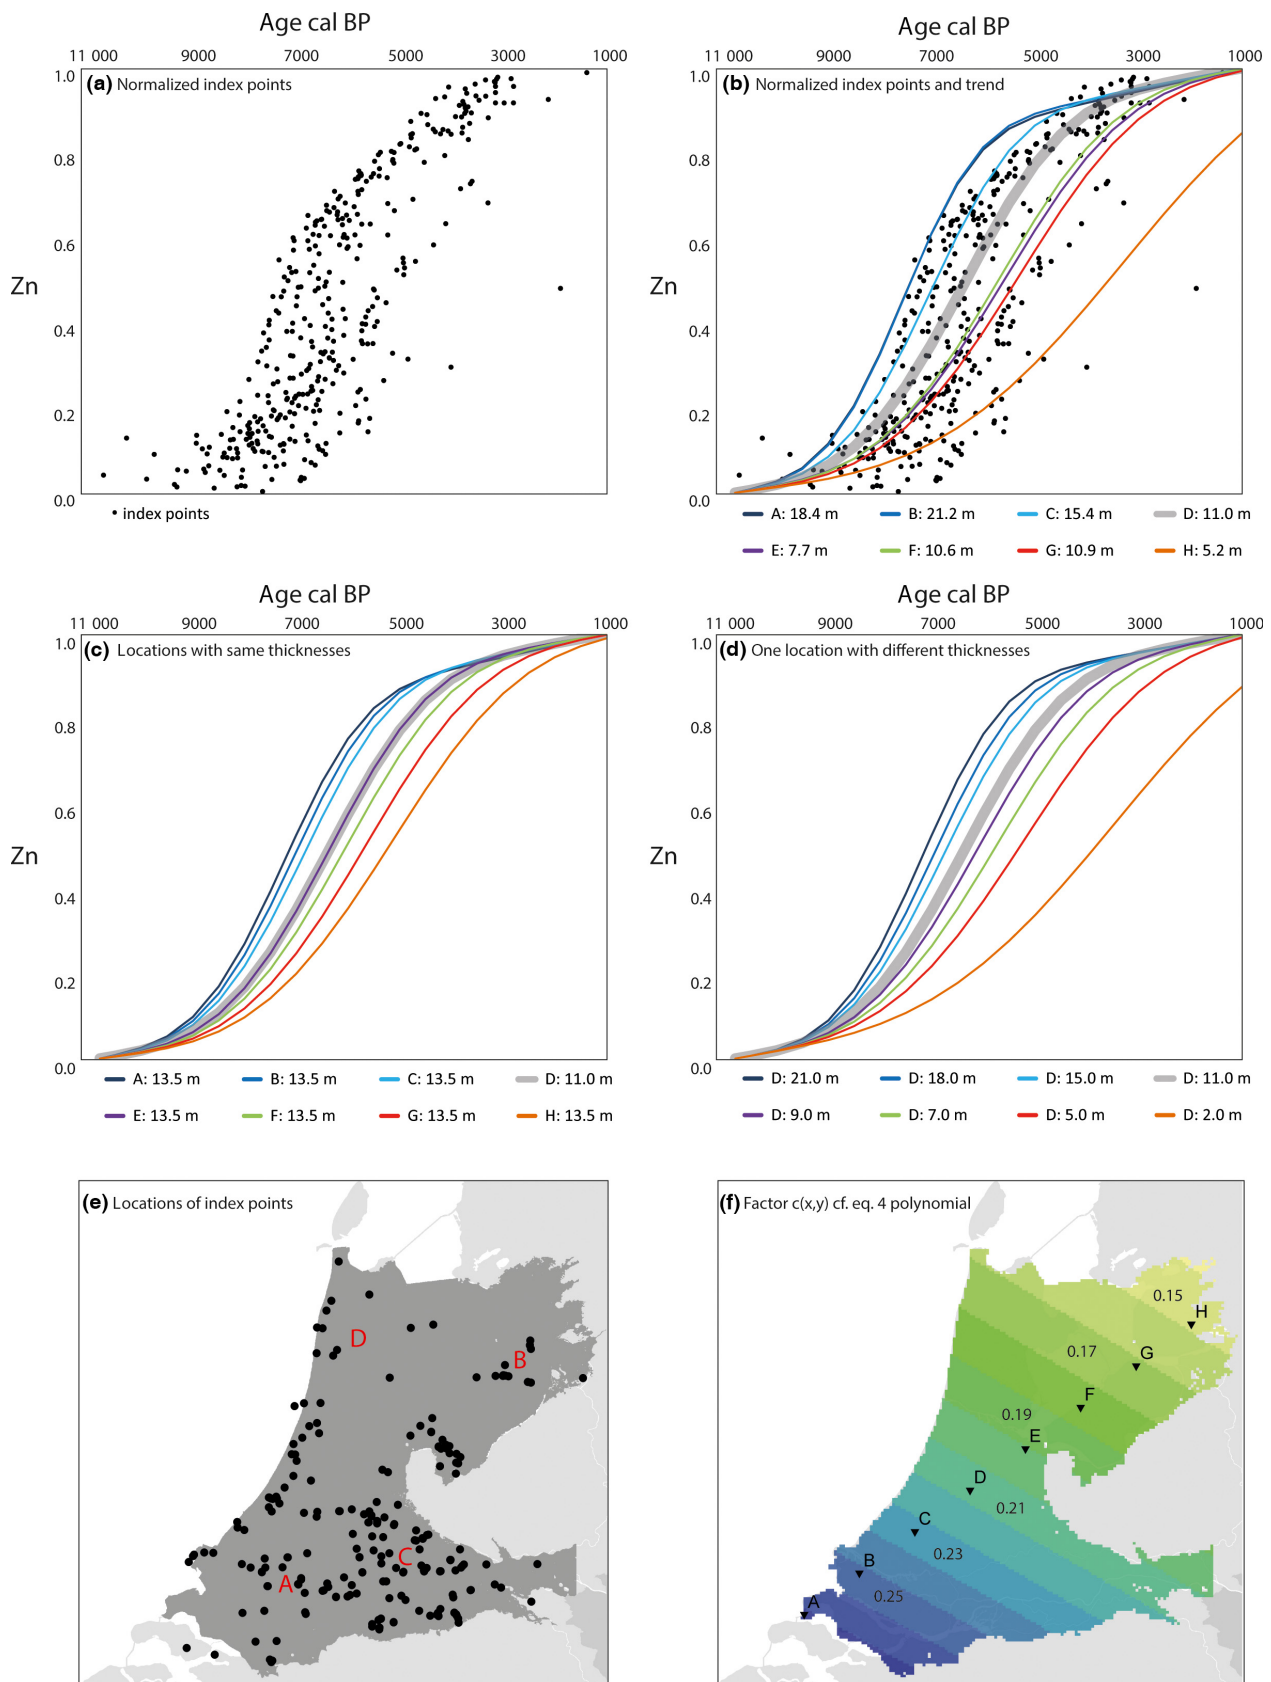 Age cal BP
11 000 9000 7000 5000 3000 1000
(a) Normalized index points
1.0
0.8
0.6
Zn
0.4
0.2
0.0
• index points
Age cal BP
11 000 9000 7000 5000 3000 1000
(b) Normalized index points and trend
1.0
0.8
0.6
Zn
0.4
0.2
0.0
A: 18.4 m B: 21.2 m C: 15.4 m D: 11.0 m
E: 7.7 m F: 10.6 m G: 10.9 m H: 5.2 m
Age cal BP
11 000 9000 7000 5000 3000 1000
(c) Locations with same thicknesses
1.0
0.8
0.6
Zn
0.4
0.2
0.0
A: 13.5 m B: 13.5 m C: 13.5 m D: 11.0 m
E: 13.5 m F: 13.5 m G: 13.5 m H: 13.5 m
Age cal BP
11 000 9000 7000 5000 3000 1000
(d) One location with different thicknesses
1.0
0.8
0.6
Zn
0.4
0.2
0.0
D: 21.0 m D: 18.0 m D: 15.0 m D: 11.0 m
D: 9.0 m D: 7.0 m D: 5.0 m D: 2.0 m
(e) Locations of index points
D
B
C
A
(f) Factor c(x,y) cf. eq. 4 polynomial
0.15
H
0.17
G
F
0.19
E
D
0.21
C
0.23
B
0.25
A